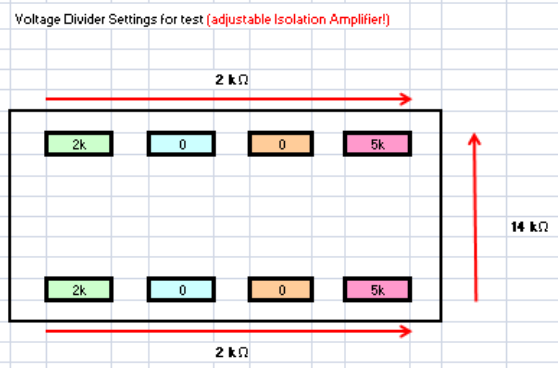 Voltage Divider Settings for test (adjustable Isolation Amplifier!)
2 kΩ
2k 0 0 5k
14 kΩ
2k 0 0 5k
2 kΩ